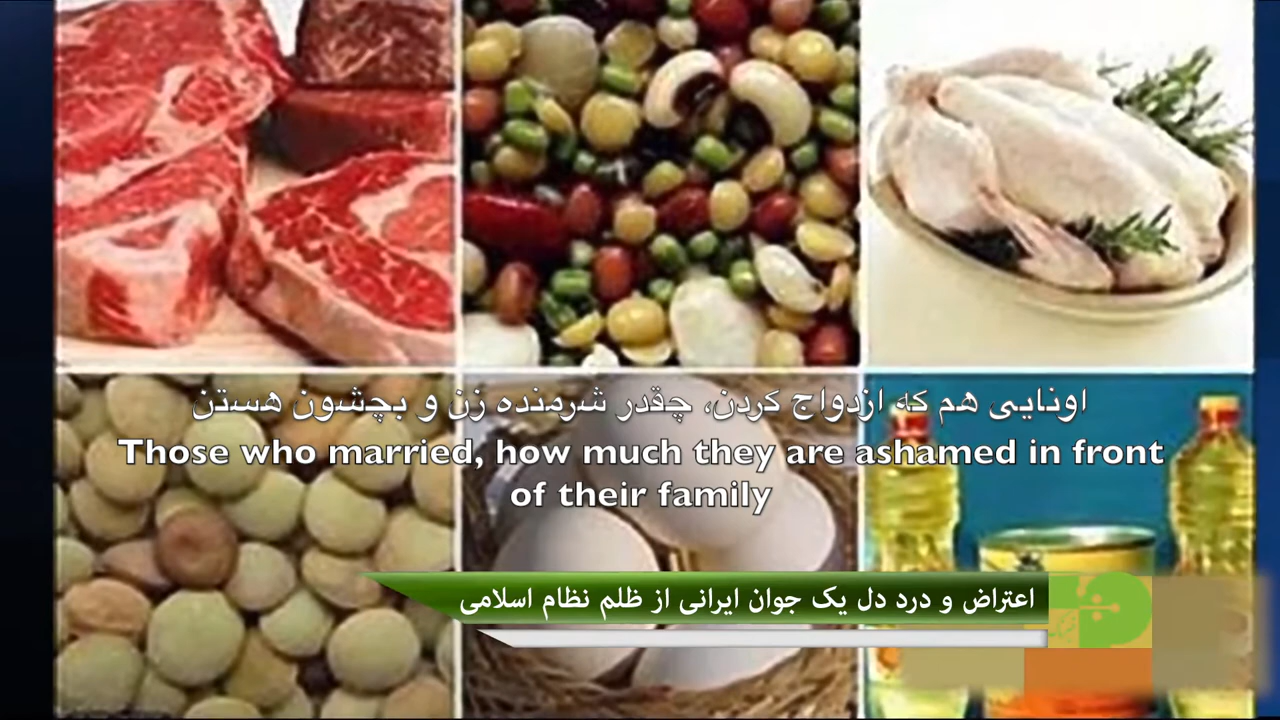 اونایی هم که ازدواج کردن، چقدر شرمنده زن و بچشون هستن
Those who married, how much they are ashamed in front
of their family
اعتراض و درد دل یک جوان ایرانی از ظلم نظام اسلامی